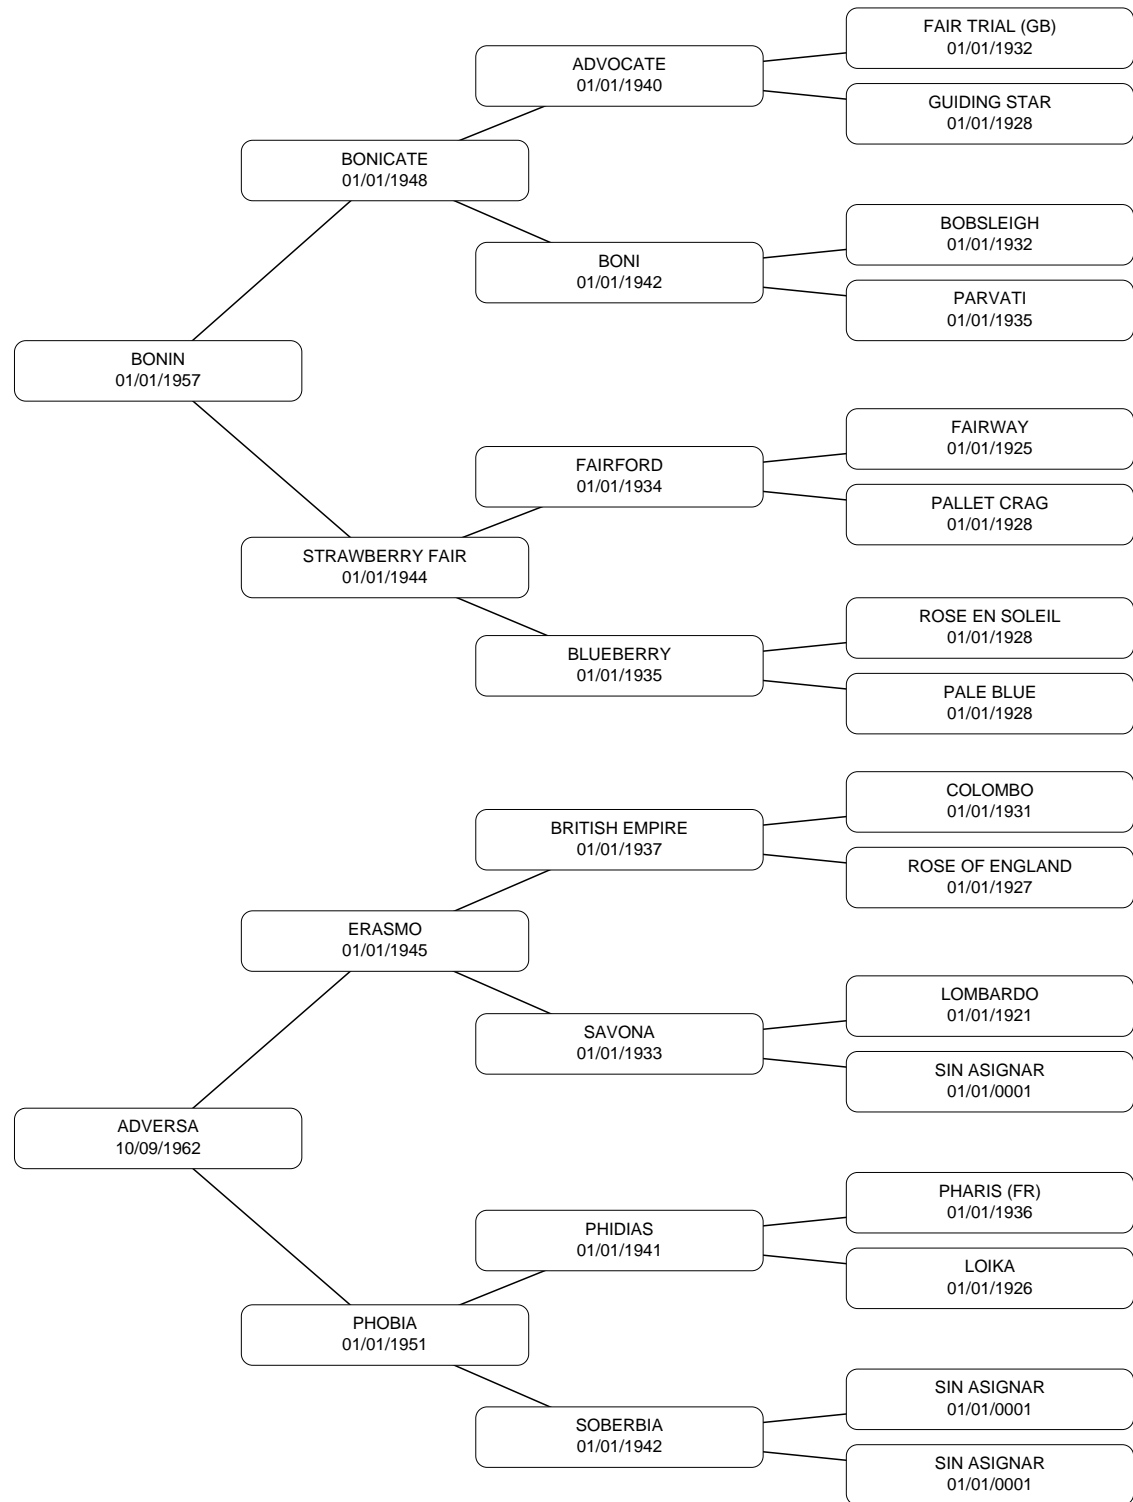 FAIR TRIAL (GB)
01/01/1932
ADVOCATE
01/01/1940
GUIDING STAR
01/01/1928
BONICATE
01/01/1948
BOBSLEIGH
01/01/1932
BONI
01/01/1942
PARVATI
01/01/1935
BONIN
01/01/1957
FAIRWAY
01/01/1925
FAIRFORD
01/01/1934
PALLET CRAG
01/01/1928
STRAWBERRY FAIR
01/01/1944
ROSE EN SOLEIL
01/01/1928
BLUEBERRY
01/01/1935
PALE BLUE
01/01/1928
COLOMBO
01/01/1931
BRITISH EMPIRE
01/01/1937
ROSE OF ENGLAND
01/01/1927
ERASMO
01/01/1945
LOMBARDO
01/01/1921
SAVONA
01/01/1933
SIN ASIGNAR
01/01/0001
ADVERSA
10/09/1962
PHARIS (FR)
01/01/1936
PHIDIAS
01/01/1941
LOIKA
01/01/1926
PHOBIA
01/01/1951
SIN ASIGNAR
01/01/0001
SOBERBIA
01/01/1942
SIN ASIGNAR
01/01/0001